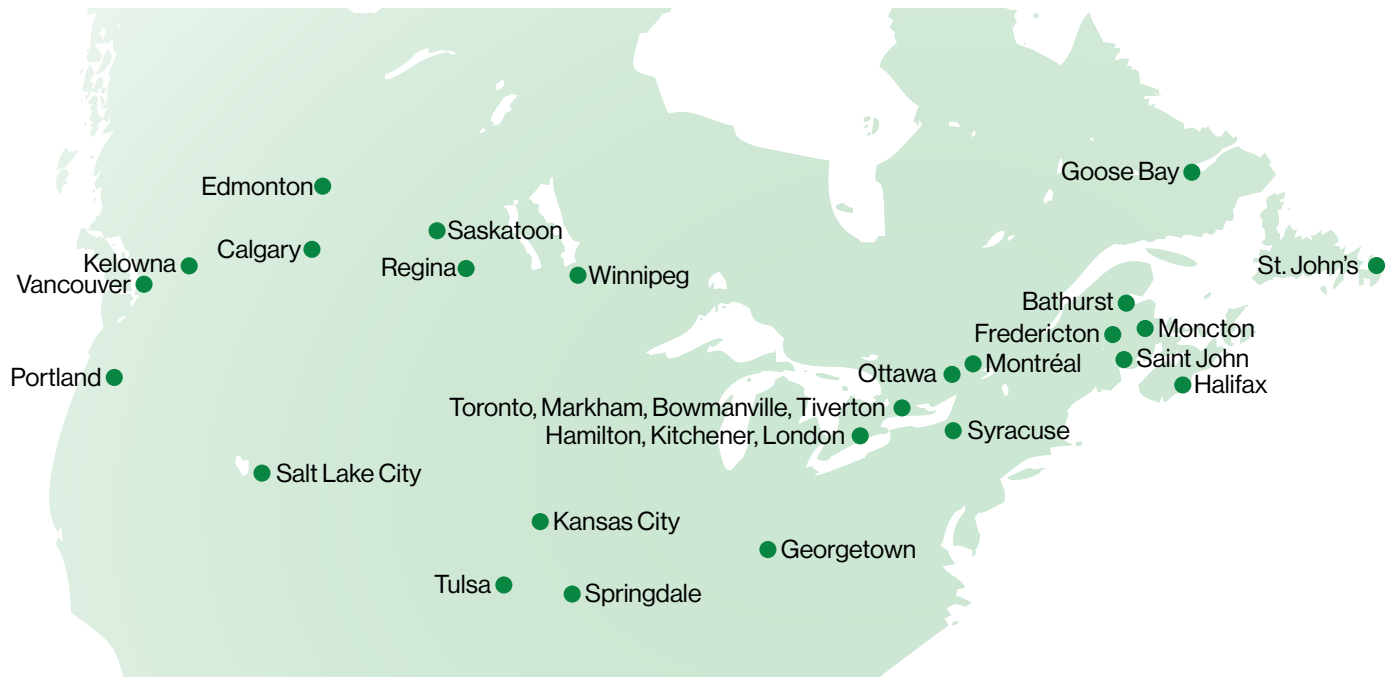 Goose Bay
Edmonton
Saskatoon
Calgary
Kelowna
Regina
Winnipeg
St. John's
Vancouver
Bathurst
Fredericton
Moncton
Saint John
Montréal
Ottawa
Portland
Halifax
Toronto, Markham, Bowmanville, Tiverton
Hamilton, Kitchener, London
Syracuse
Salt Lake City
Kansas City
Georgetown
Tulsa
Springdale